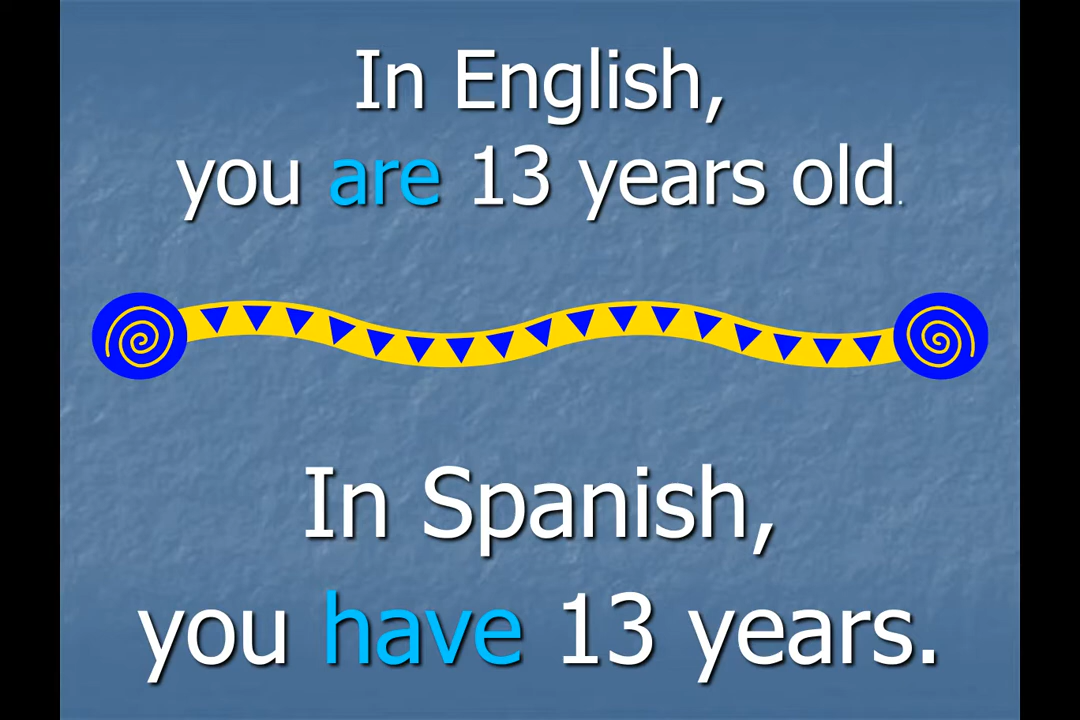 In English,
you are 13 years old.
In Spanish,
you have 13 years.